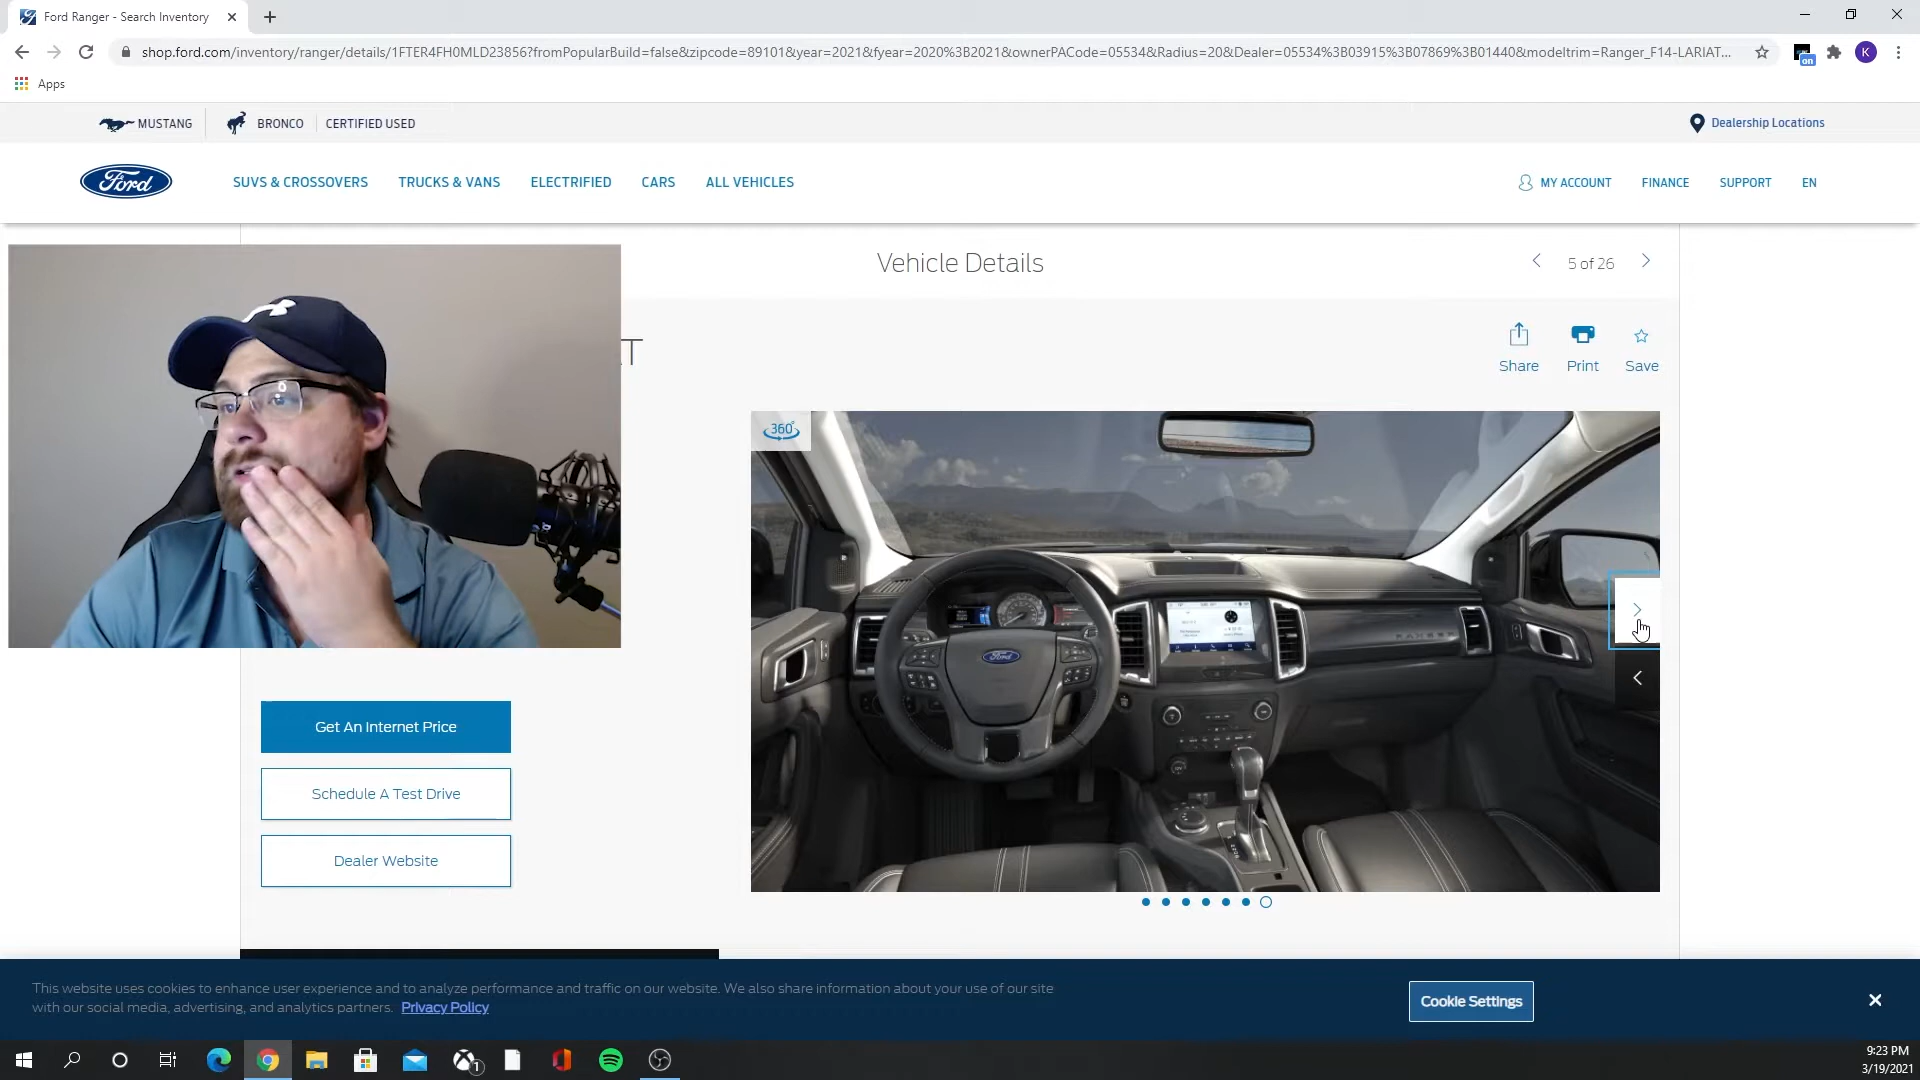 Ford Ranger - Search Inventory
shop.ford.com/inventory/ranger/details/1FTER4FH0MLD23856?fromPopularBuild=false&zipcode=89101&year=2021&fyear=2020%3B2021&ownerPACode=05534&Radius=20&Dealer=05534%3B03915%3B07869%3B01440&modeltrim=Ranger_F14-LARIAT...
on
K
Apps
MUSTANG
BRONCO
CERTIFIED USED
Dealership Locations
Ford
SUVS & CROSSOVERS
TRUCKS & VANS
ELECTRIFIED
CARS
ALL VEHICLES
MY ACCOUNT
FINANCE
SUPPORT
EN
Vehicle Details
5 of 26
Share
Print
Save
360°
Ford
RANGER
Get An Internet Price
Schedule A Test Drive
Dealer Website
This website uses cookies to enhance user experience and to analyze performance and traffic on our website. We also share information about your use of our site
with our social media, advertising, and analytics partners. Privacy Policy
Cookie Settings
1
9:23 PM
3/19/2021